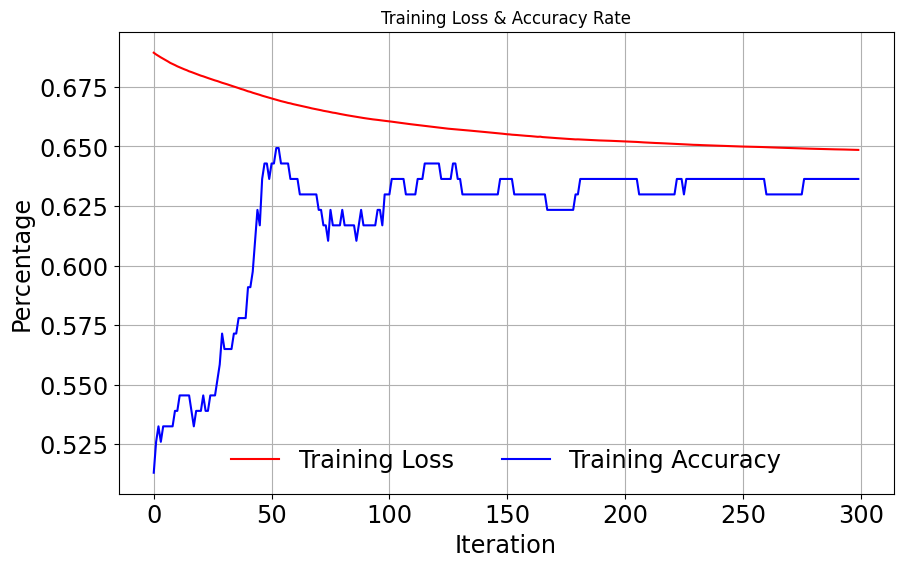 Training Loss & Accuracy Rate
Percentage
0.675
0.650
0.625
0.600
0.575
0.550
0.525
Training Loss Training Accuracy
0 50 100 150 200 250 300
Iteration